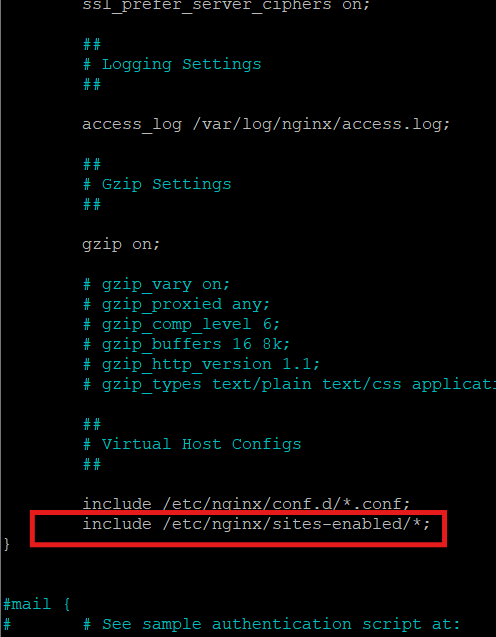 ssl_prefer_server_ciphers on;
##
# Logging Settings
##
access_log /var/log/nginx/access.log;
##
# Gzip Settings
##
gzip on;
# gzip_vary on;
# gzip_proxied any;
# gzip_comp_level 6;
# gzip_buffers 16 8k;
# gzip_http_version 1.1;
# gzip_types text/plain text/css applicati
##
# Virtual Host Configs
##
include /etc/nginx/conf.d/*.conf;
include /etc/nginx/sites-enabled/*;
}
#mail {
# # See sample authentication script at: